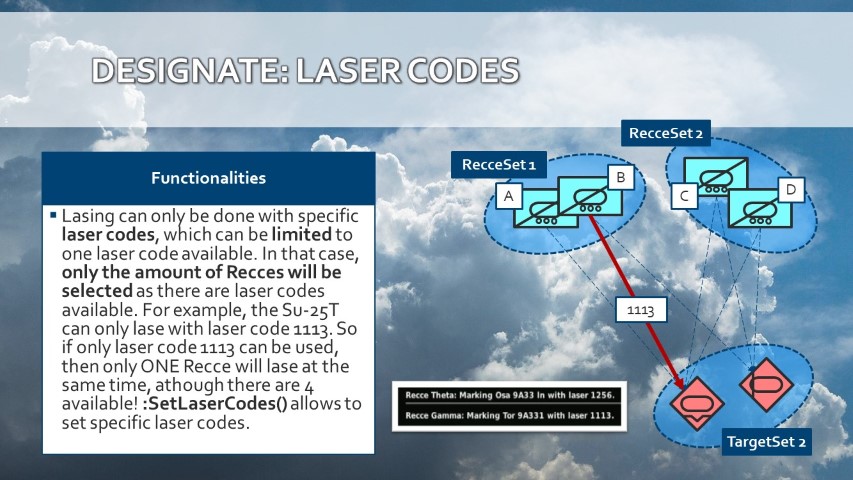 DESIGNATE: LASER CODES
Functionalities
▪ Lasing can only be done with specific
laser codes, which can be limited to
one laser code available. In that case,
only the amount of Recces will be
selected as there are laser codes
available. For example, the Su-25T
can only lase with laser code 1113. So
if only laser code 1113 can be used,
then only ONE Recce will lase at the
same time, athough there are 4
available! :SetLaserCodes() allows to
set specific laser codes.
RecceSet 1
RecceSet 2
A
B
C
D
1113
Recce Theta: Marking Osa 9A33 ln with laser 1256.
Recce Gamma: Marking Tor 9A331 with laser 1113.
TargetSet 2